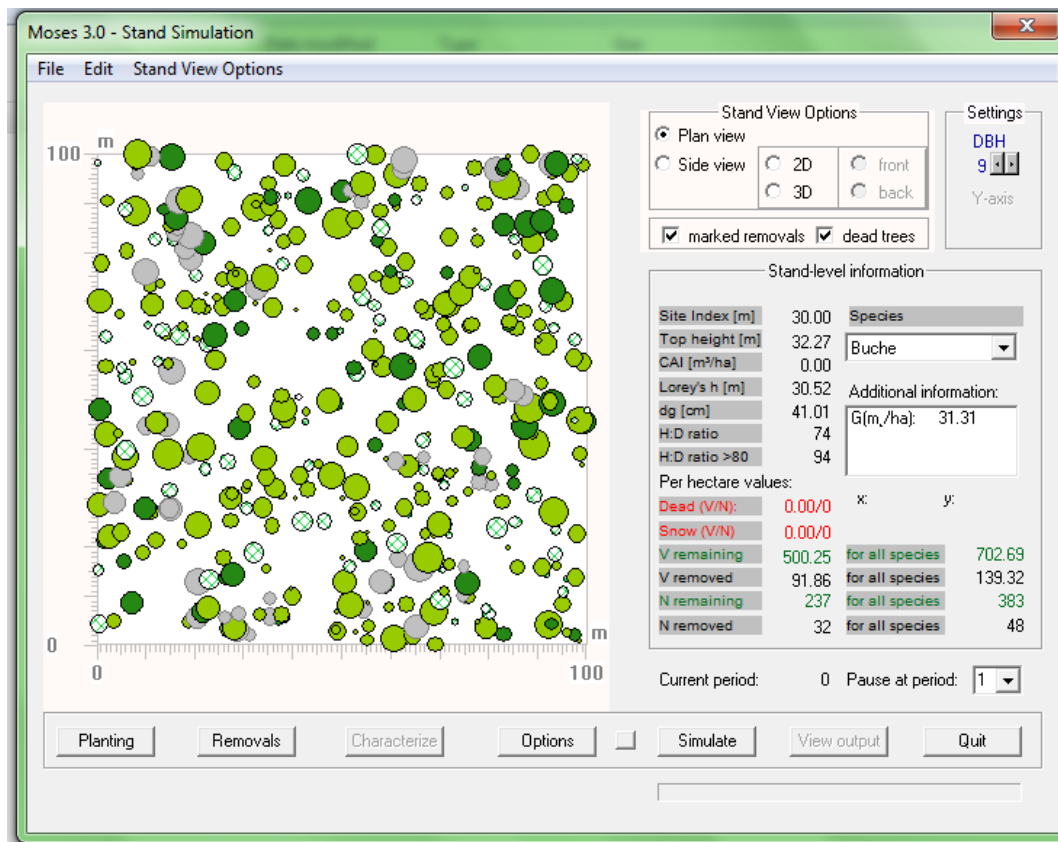 Moses 3.0 - Stand Simulation
File Edit Stand View Options
m
100
0
0
100
m
Stand View Options
Plan view
Side view
2D
3D
front
back
marked removals
dead trees
Settings
DBH
9
Y-axis
Stand-level information
Site Index [m] 30.00
Top height [m] 32.27
CAI [m³/ha] 0.00
Lorey's h [m] 30.52
dg [cm] 41.01
H:D ratio 74
H:D ratio >80 94
Species
Buche
Additional information:
G(m,/ha): 31.31
Per hectare values:
x: y:
Dead (V/N): 0.00/0
Snow (V/N) 0.00/0
V remaining 500.25 for all species 702.69
V removed 91.86 for all species 139.32
N remaining 237 for all species 383
N removed 32 for all species 48
Current period: 0 Pause at period: 1
Planting Removals Characterize Options Simulate View output Quit